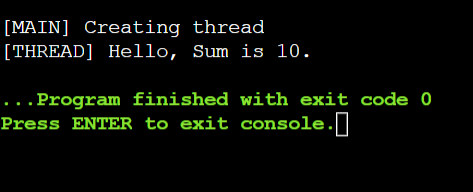 [MAIN] Creating thread
[THREAD] Hello, Sum is 10.
...Program finished with exit code 0
Press ENTER to exit console.